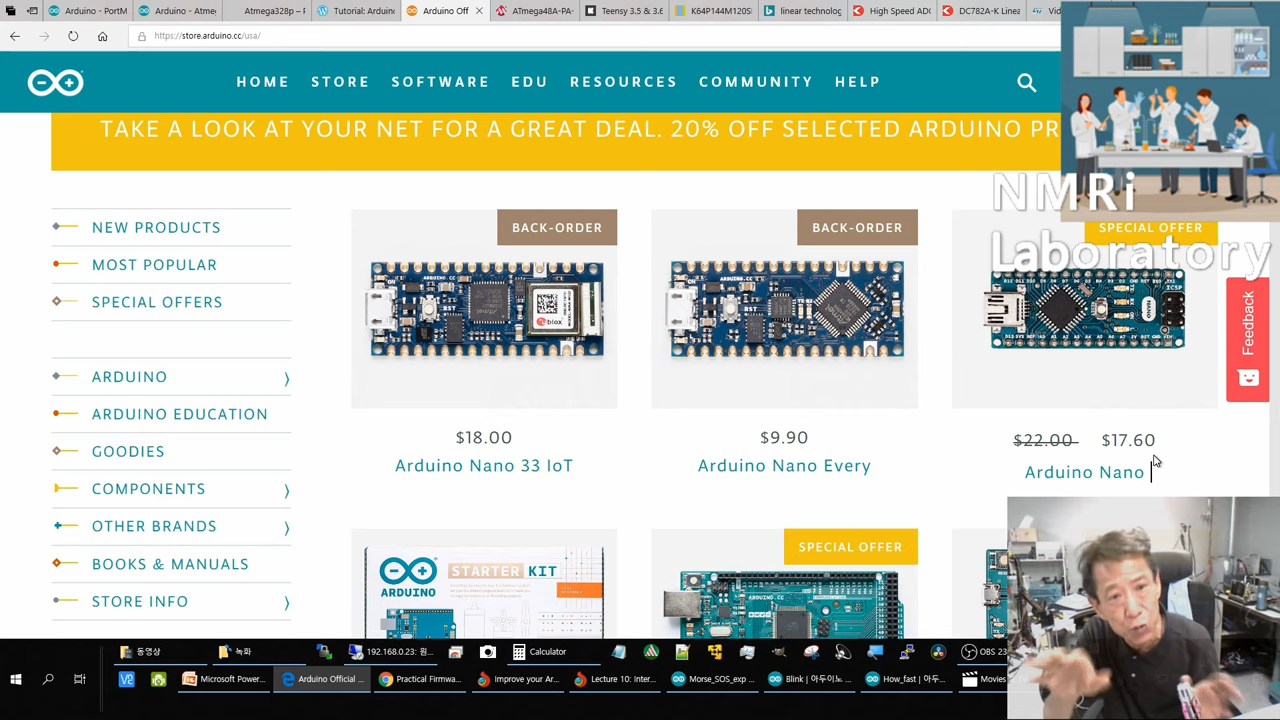 Arduino - PortM
Arduino - Atmeg
Atmega328p – P
Tutorial: Arduino
Arduino Off
ATmega48A-PA-
Teensy 3.5 & 3.6
K64P144M120S
linear technolog
High Speed ADC
DC782A-K Linea
https://store.arduino.cc/usa/
HOME STORE SOFTWARE EDU RESOURCES COMMUNITY HELP
TAKE A LOOK AT YOUR NET FOR A GREAT DEAL. 20% OFF SELECTED ARDUINO PR
NMRi
Laboratory
NEW PRODUCTS
MOST POPULAR
SPECIAL OFFERS
ARDUINO
ARDUINO EDUCATION
GOODIES
COMPONENTS
OTHER BRANDS
BOOKS & MANUALS
STORE INFO
BACK-ORDER
BACK-ORDER
SPECIAL OFFER
$18.00
Arduino Nano 33 IoT
$9.90
Arduino Nano Every
$22.00 $17.60
Arduino Nano
Feedback
ARDUINO
STARTER KIT
SPECIAL OFFER
동영상
녹화
192.168.0.23: 원...
Calculator
OBS 23
Microsoft Power...
Arduino Official ...
Practical Firmwa...
Improve your Ar...
Lecture 10: Inter...
Morse_SOS_exp ...
Blink | 아두이노 ...
How_fast | 아두...
Movies